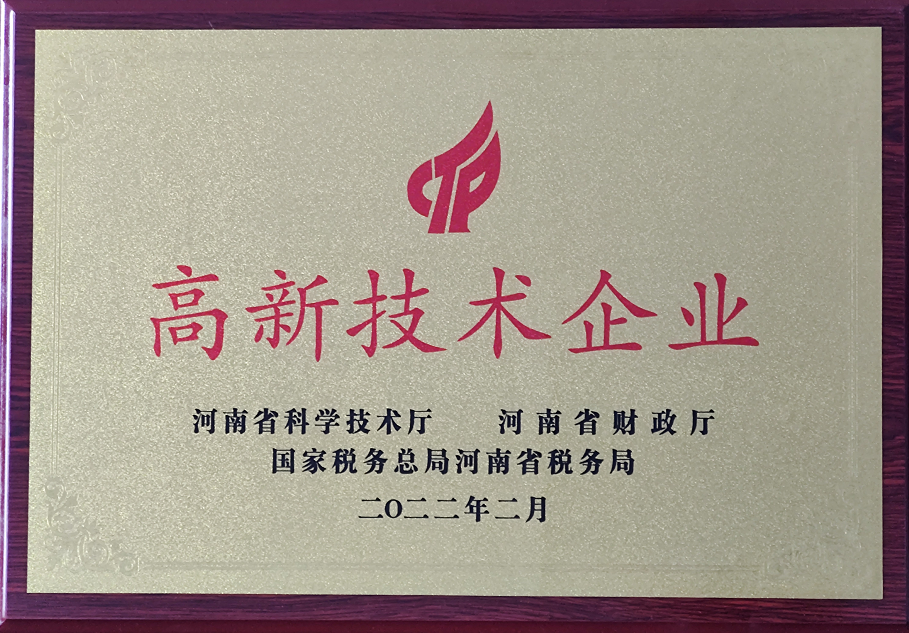 CTP
高新技术企业
河南省科学技术厅 河南省财政厅
国家税务总局河南省税务局
二〇二二年二月